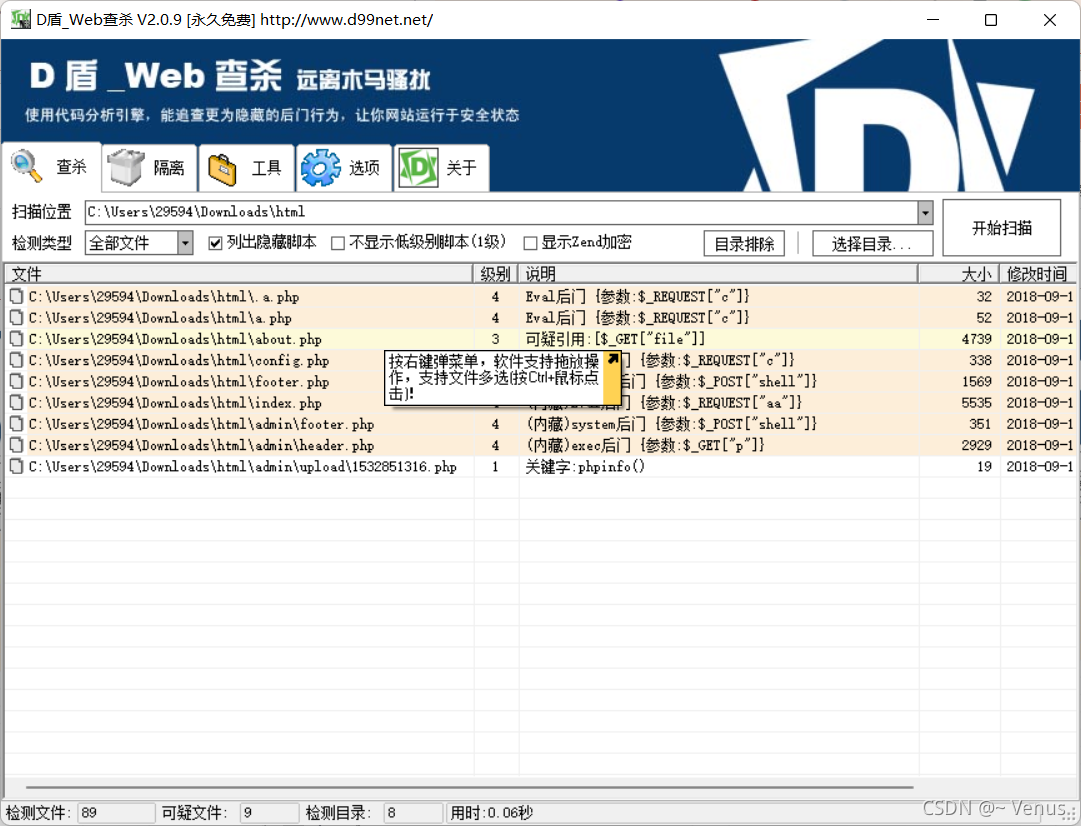 D盾_Web查杀 V2.0.9 [永久免费] http://www.d99net.net/
D 盾 _Web 查杀 远离木马骚扰
使用代码分析引擎，能追查更为隐藏的后门行为，让你网站运行于安全状态
查杀 隔离 工具 选项 关于
扫描位置 C:\Users\29594\Downloads\html 开始扫描
检测类型 全部文件 列出隐藏脚本 不显示低级别脚本(1级) 显示Zend加密 目录排除 选择目录...
文件 级别 说明 大小 修改时间
C:\Users\29594\Downloads\html\.a.php 4 Eval后门 {参数:$_REQUEST["c"]} 32 2018-09-1
C:\Users\29594\Downloads\html\a.php 4 Eval后门 {参数:$_REQUEST["c"]} 52 2018-09-1
C:\Users\29594\Downloads\html\about.php 3 可疑引用:[$_GET["file"]] 4739 2018-09-1
C:\Users\29594\Downloads\html\config.php {参数:$_REQUEST["c"]} 338 2018-09-1
C:\Users\29594\Downloads\html\footer.php 后门 {参数:$_POST["shell"]} 1569 2018-09-1
C:\Users\29594\Downloads\html\index.php 后门 {参数:$_REQUEST["aa"]} 5535 2018-09-1
按右键弹菜单，软件支持拖放操
作，支持文件多选(按Ctrl+鼠标点
击)!
C:\Users\29594\Downloads\html\admin\footer.php 4 (内藏)system后门 {参数:$_POST["shell"]} 351 2018-09-1
C:\Users\29594\Downloads\html\admin\header.php 4 (内藏)exec后门 {参数:$_GET["p"]} 2929 2018-09-1
C:\Users\29594\Downloads\html\admin\upload\1532851316.php 1 关键字:phpinfo() 19 2018-09-1
检测文件: 89 可疑文件: 9 检测目录: 8 用时:0.06秒
CSDN @~ Venus